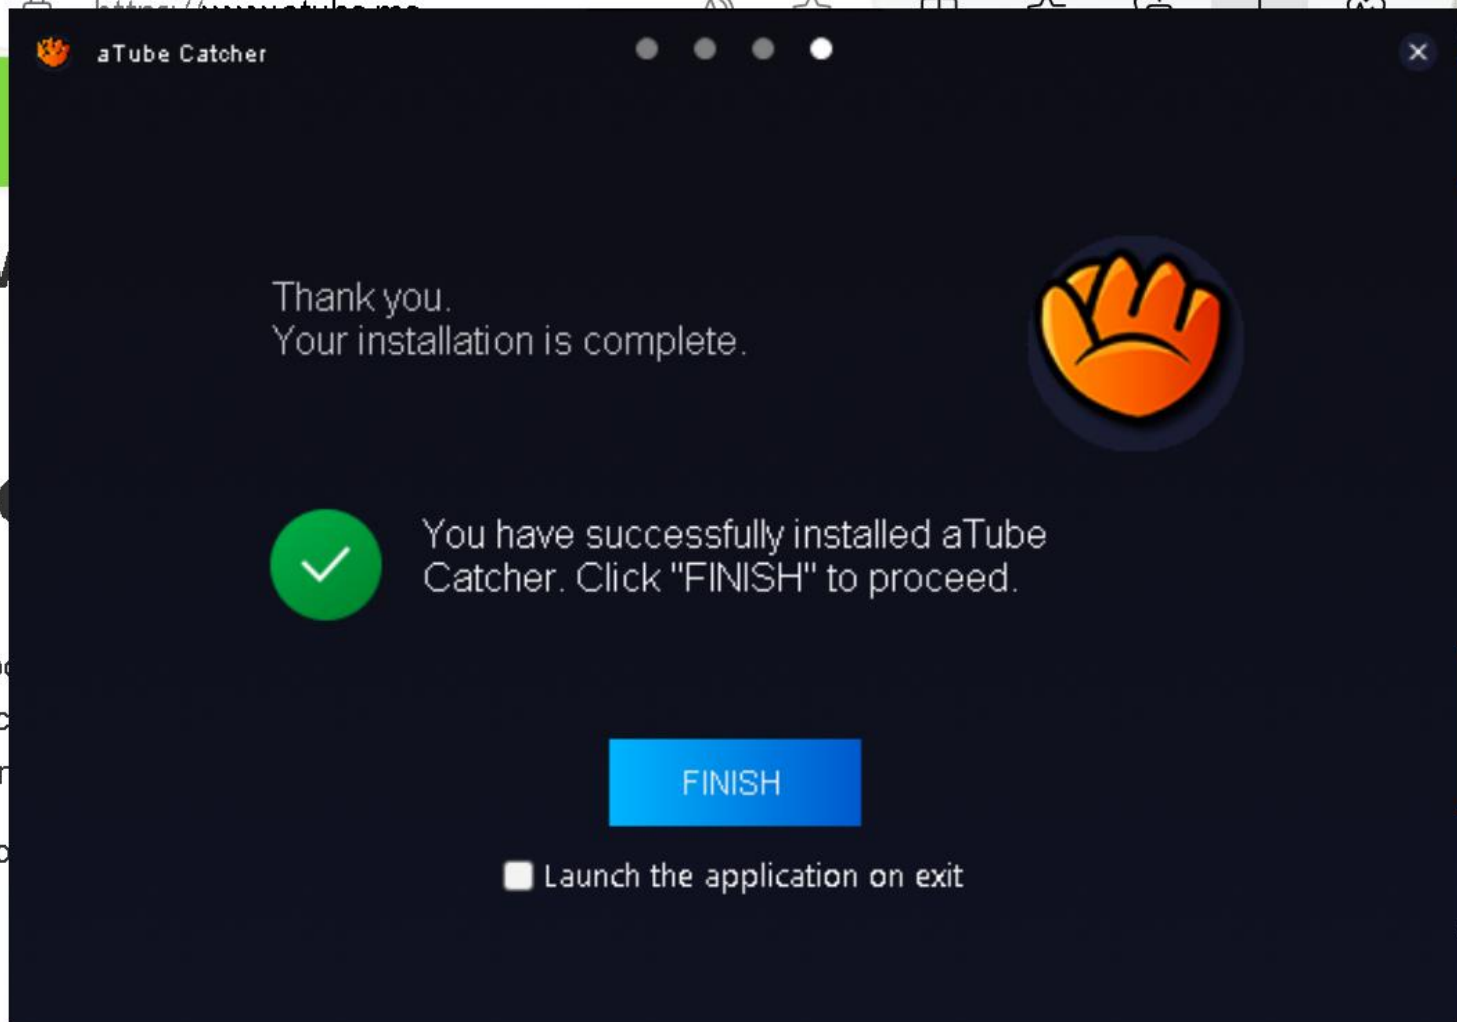 aTube Catcher
Thank you.
Your installation is complete.
You have successfully installed aTube
Catcher. Click "FINISH" to proceed.
FINISH
Launch the application on exit